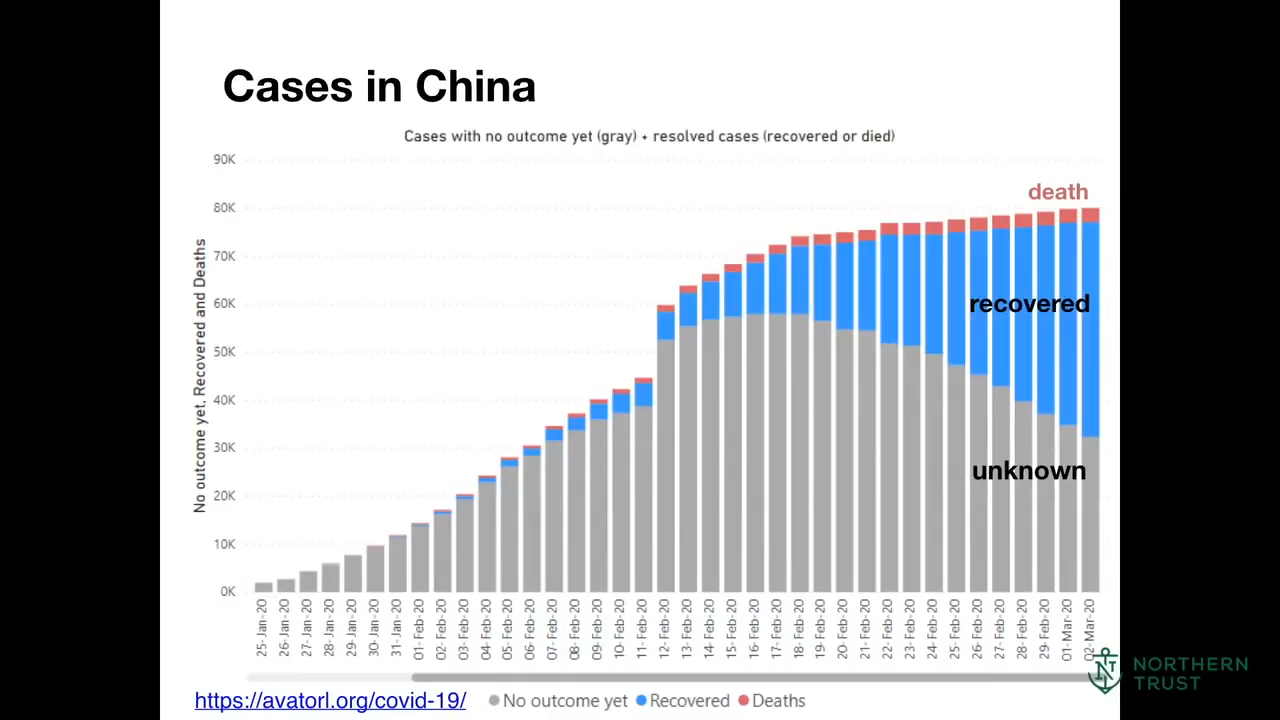 Cases in China
Cases with no outcome yet (gray) + resolved cases (recovered or died)
No outcome yet, Recovered and Deaths
90K
80K
70K
60K
50K
40K
30K
20K
10K
0K
death
recovered
unknown
25-Jan-20
26-Jan-20
27-Jan-20
28-Jan-20
29-Jan-20
30-Jan-20
31-Jan-20
01-Feb-20
02-Feb-20
03-Feb-20
04-Feb-20
05-Feb-20
06-Feb-20
07-Feb-20
08-Feb-20
09-Feb-20
10-Feb-20
11-Feb-20
12-Feb-20
13-Feb-20
14-Feb-20
15-Feb-20
16-Feb-20
17-Feb-20
18-Feb-20
19-Feb-20
20-Feb-20
21-Feb-20
22-Feb-20
23-Feb-20
24-Feb-20
25-Feb-20
26-Feb-20
27-Feb-20
28-Feb-20
29-Feb-20
01-Mar-20
02-Mar-20
https://avatorl.org/covid-19/
No outcome yet Recovered Deaths
NORTHERN
TRUST